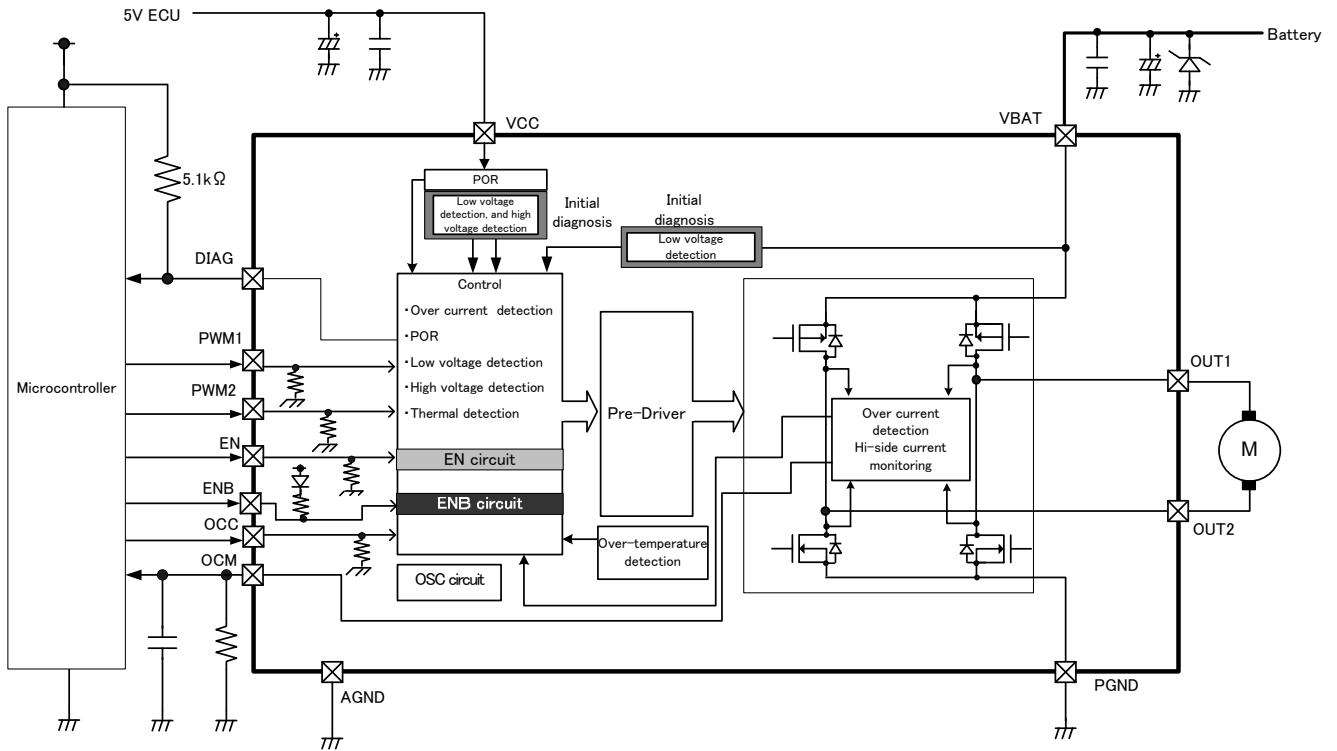 5V ECU
Battery
VCC
VBAT
5.1kΩ
POR
Low voltage
detection, and high
voltage detection
Initial
diagnosis
Initial
diagnosis
Low voltage
detection
DIAG
Control
・Over current detection
・POR
・Low voltage detection
・High voltage detection
・Thermal detection
PWM1
Microcontroller
PWM2
EN
ENB
OCC
OCM
EN circuit
ENB circuit
OSC circuit
Pre-Driver
Over-temperature
detection
Over current
detection
Hi-side current
monitoring
OUT1
M
OUT2
AGND
PGND